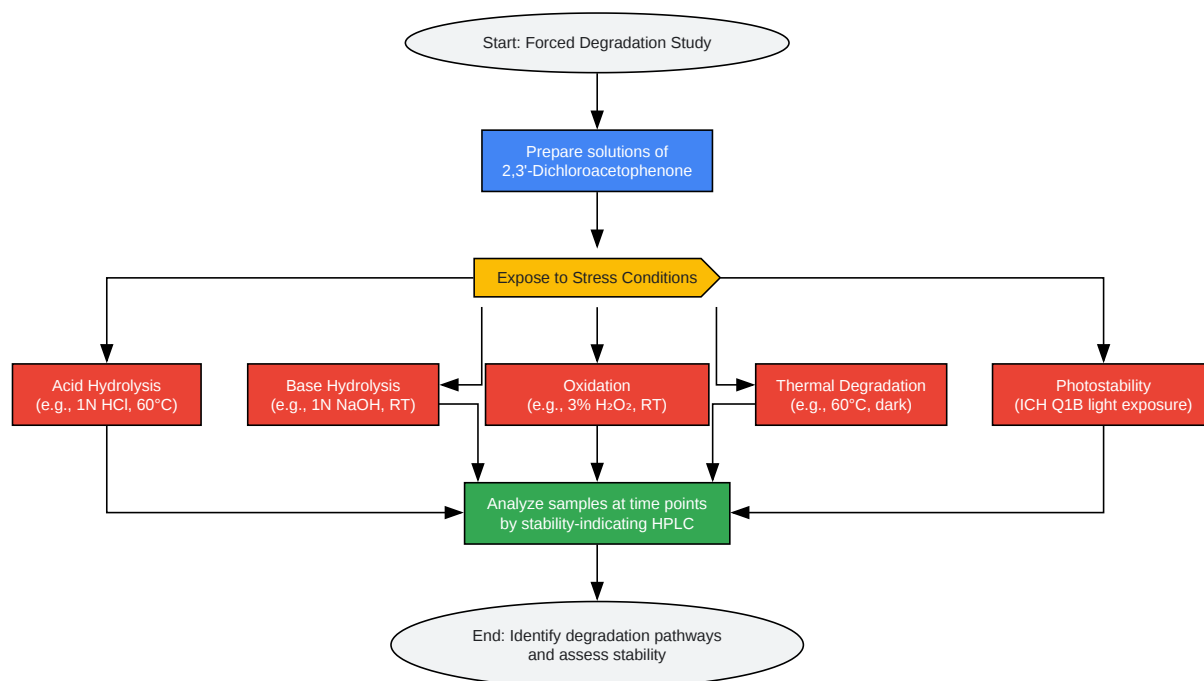 Start: Forced Degradation Study
Prepare solutions of
2,3'-Dichloroacetophenone
Expose to Stress Conditions
Acid Hydrolysis
(e.g., 1N HCl, 60°C)
Base Hydrolysis
(e.g., 1N NaOH, RT)
Oxidation
(e.g., 3% H₂O₂, RT)
Thermal Degradation
(e.g., 60°C, dark)
Photostability
(ICH Q1B light exposure)
Analyze samples at time points
by stability-indicating HPLC
End: Identify degradation pathways
and assess stability